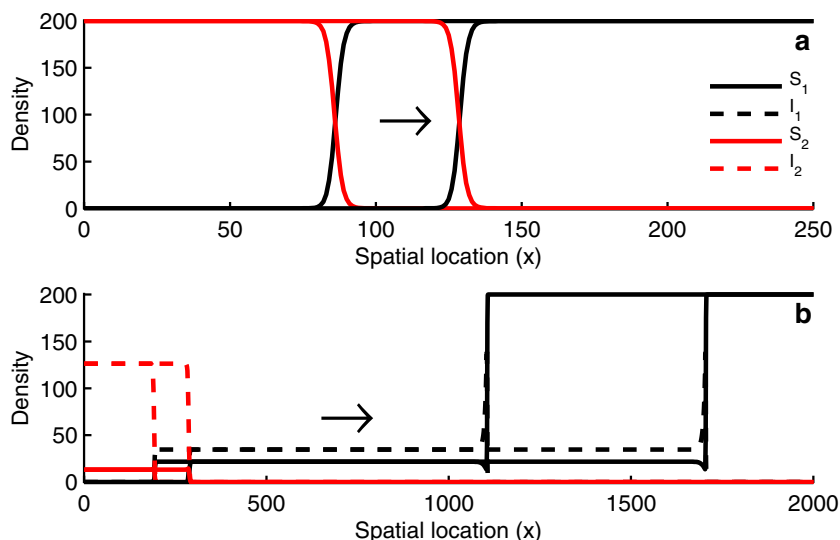 a
200
150
100
50
0
Density
S1
I1
S2
I2
0 50 100 150 200 250
Spatial location (x)
b
200
150
100
50
0
Density
0 500 1000 1500 2000
Spatial location (x)